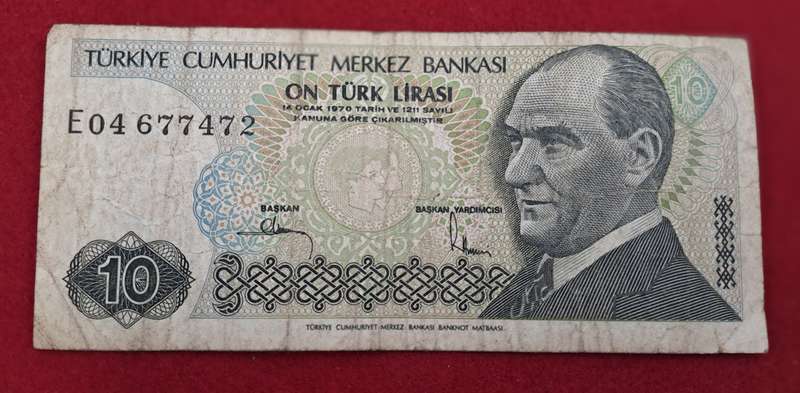 TÜRKİYE CUMHURİYET MERKEZ BANKASI
ON TÜRK LİRASI
14 OCAK 1970 TARİH VE 1211 SAYILI
KANUNA GÖRE ÇIKARILMIŞTIR
10
E04 677472
BAŞKAN
BAŞKAN YARDIMCISI
10
TÜRKİYE CUMHURİYET MERKEZ BANKASI BANKNOT MATBAASI